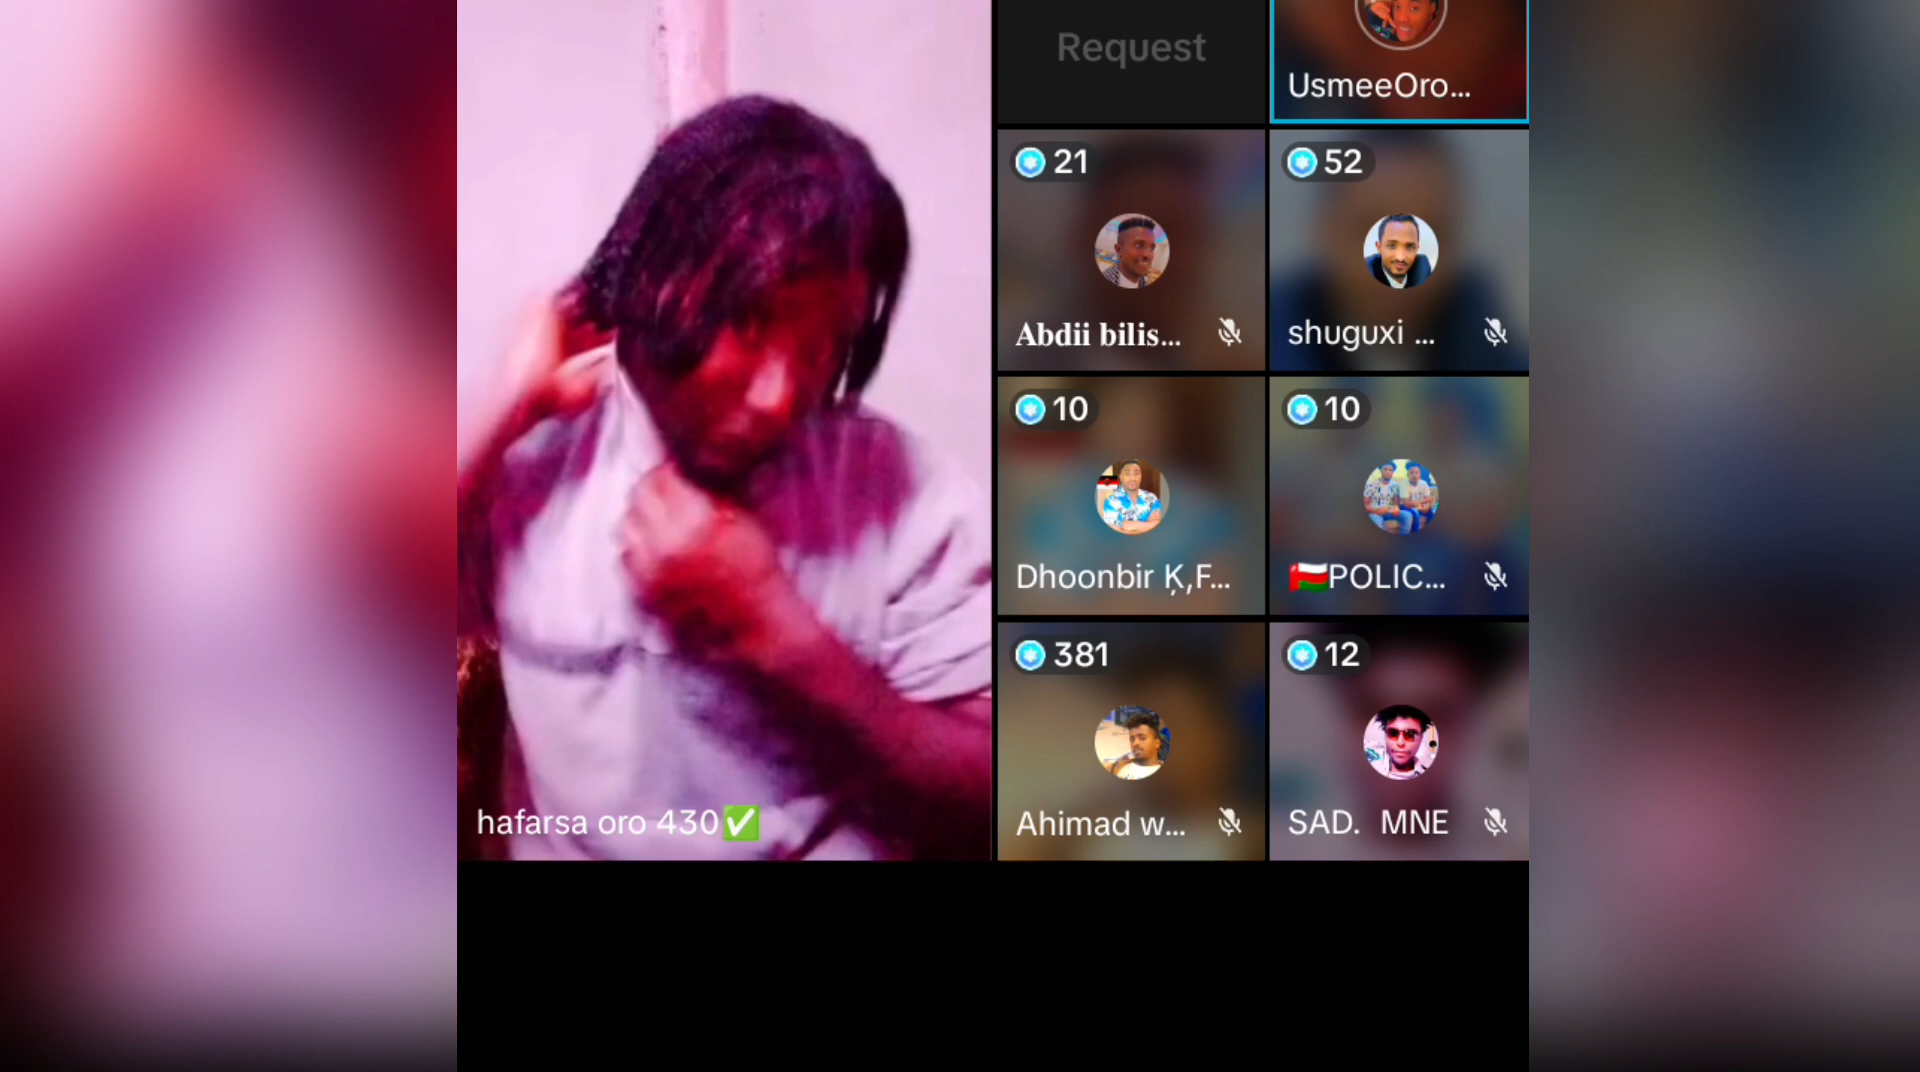 Request
UsmeeOro...
21
52
Abdii bilis...
shuguxi ...
10
10
Dhoonbir Ķ,F...
🇴🇲POLIC...
381
12
hafarsa oro 430✅
Ahimad w...
SAD. MNE